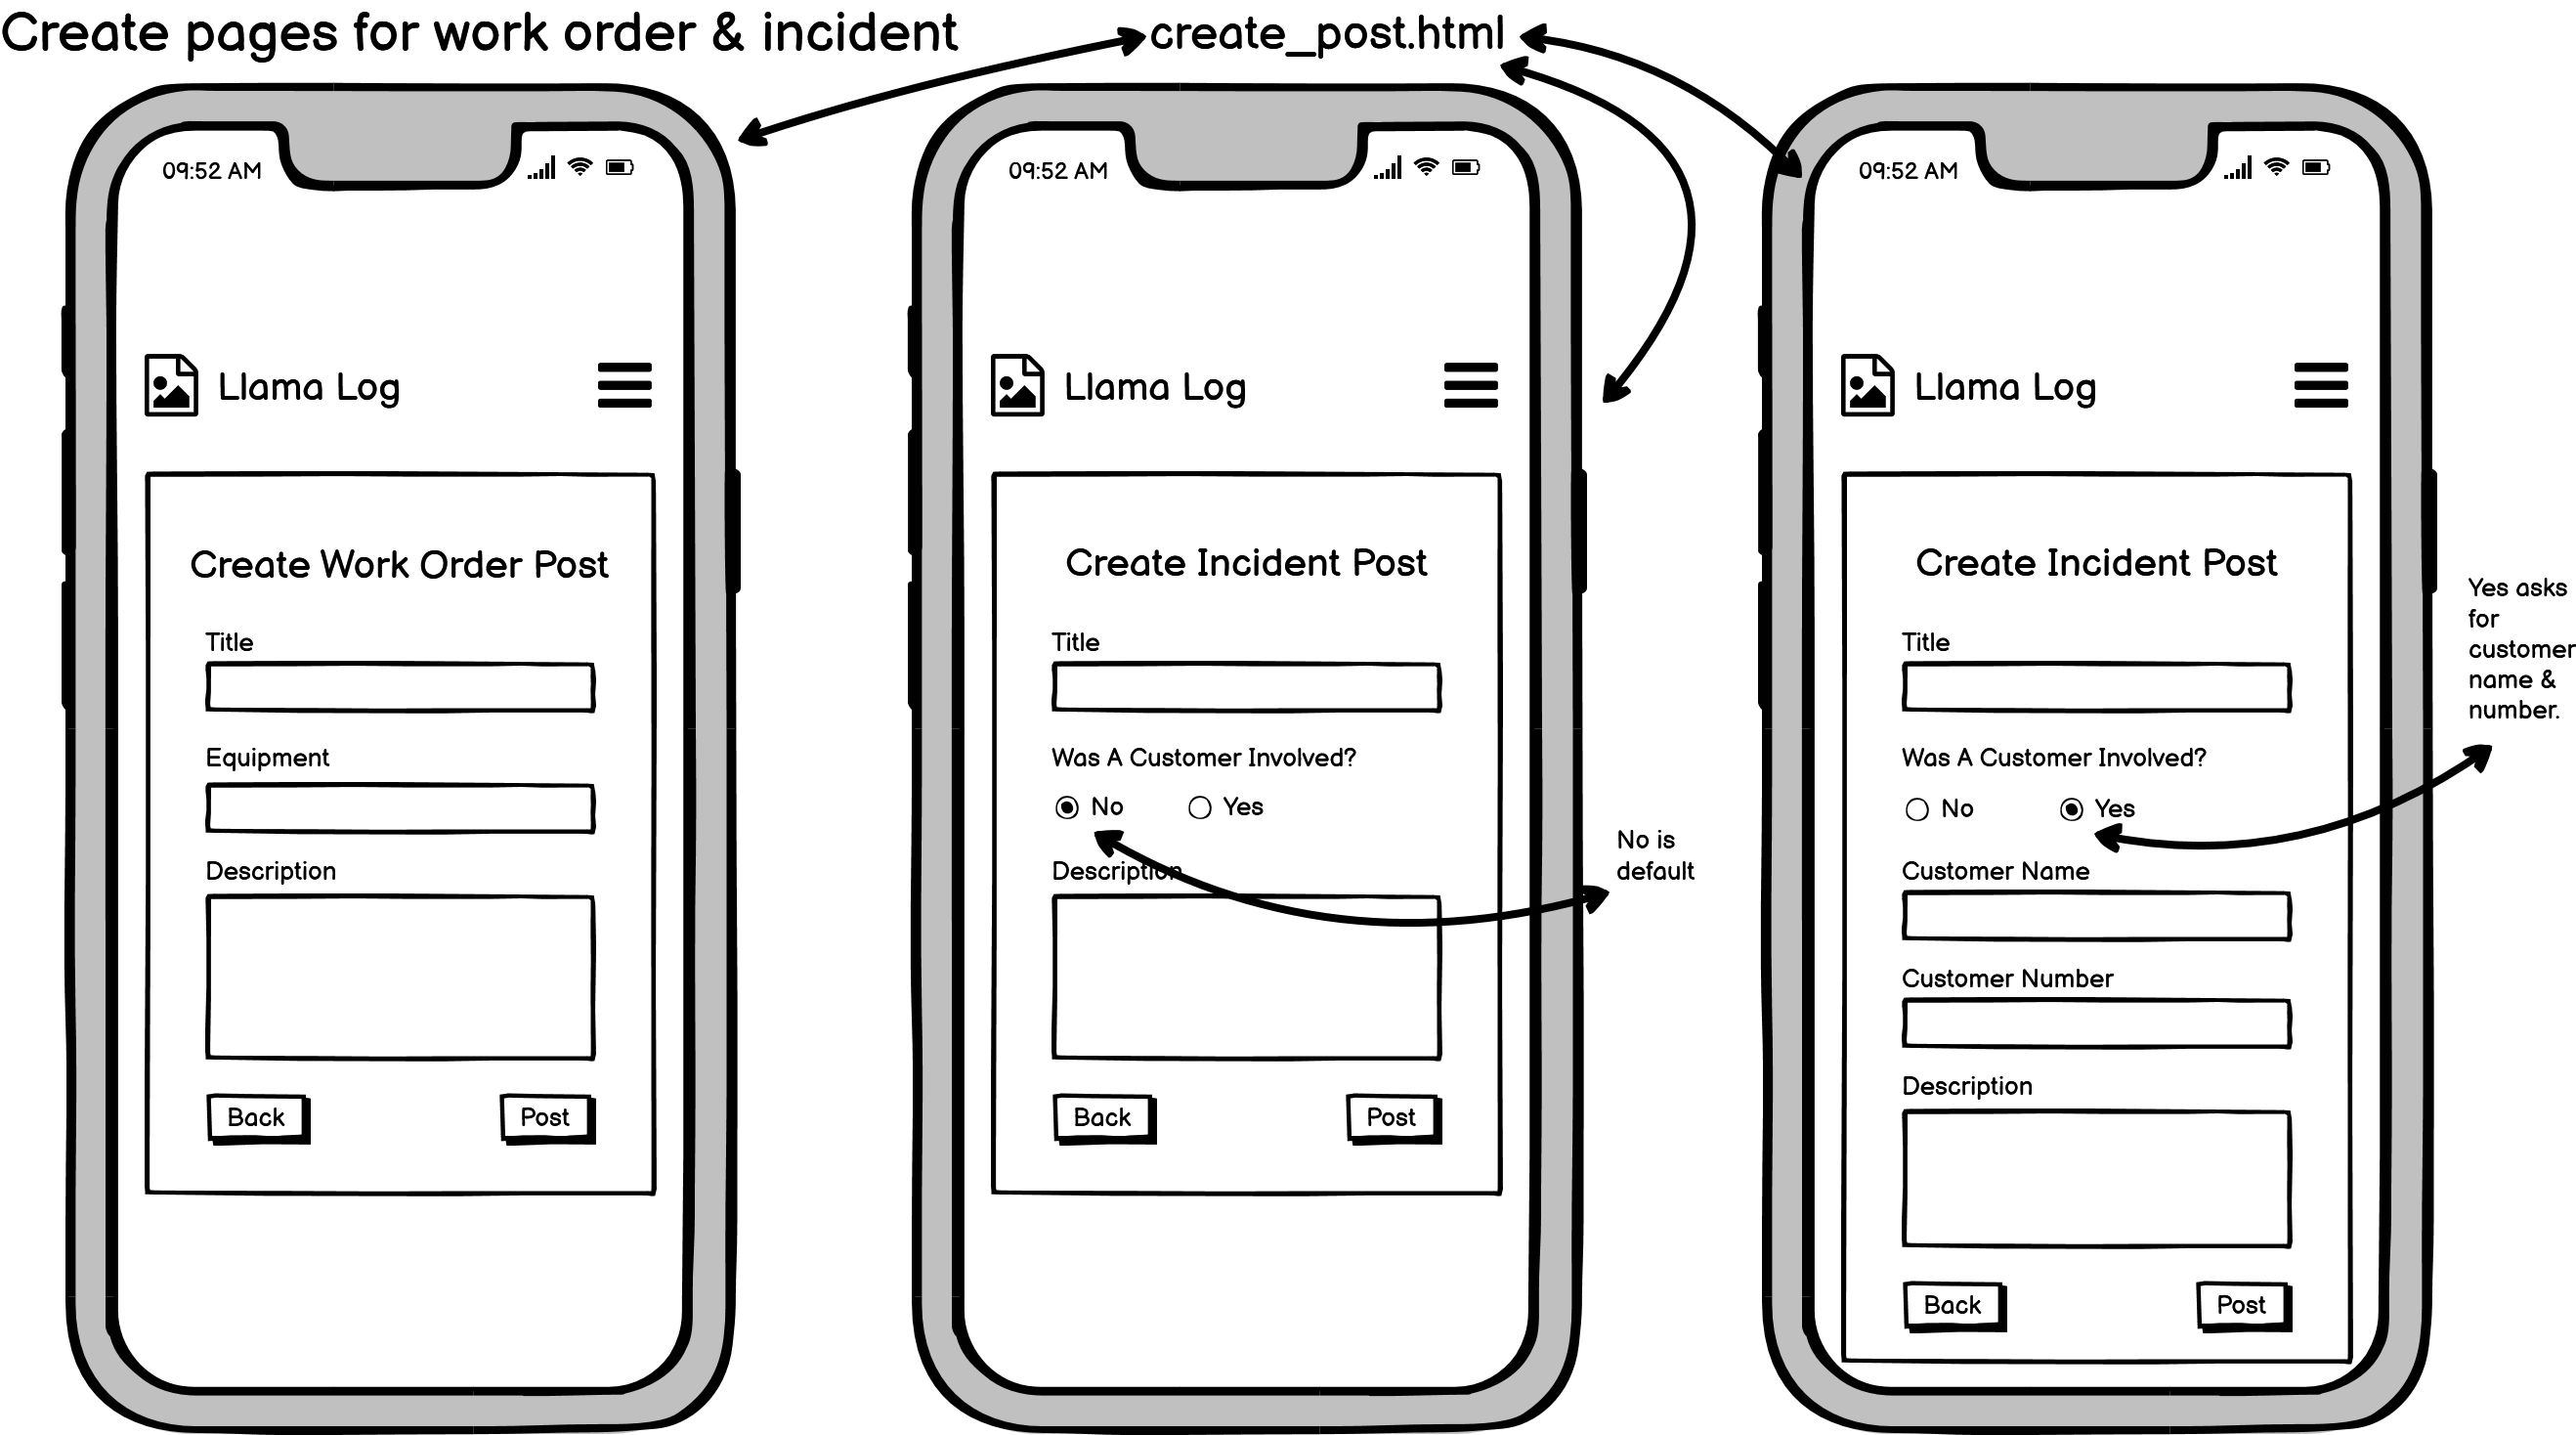 Create pages for work order & incident
create_post.html
09:52 AM
Llama Log
Create Work Order Post
Title
Equipment
Description
Back
Post
09:52 AM
Llama Log
Create Incident Post
Title
Was A Customer Involved?
No
Yes
Description
Back
Post
No is
default
09:52 AM
Llama Log
Create Incident Post
Title
Was A Customer Involved?
No
Yes
Customer Name
Customer Number
Description
Back
Post
Yes asks
for
customer
name &
number.